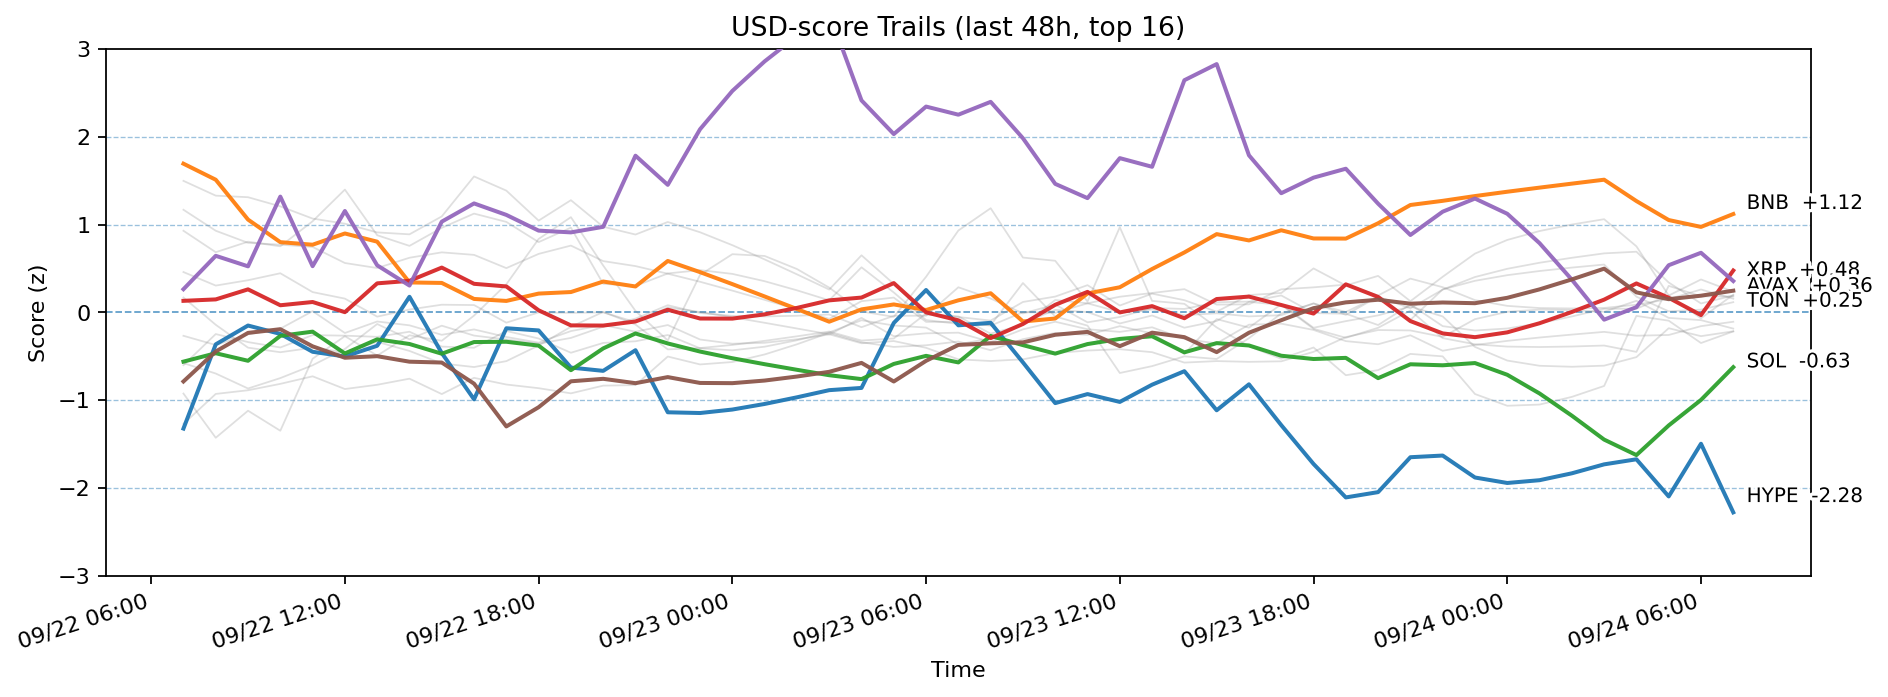 USD-score Trails (last 48h, top 16)
Score (z)
3
2
1
0
−1
−2
−3
BNB +1.12
XRP +0.48
AVAX +0.36
TON +0.25
SOL -0.63
HYPE -2.28
09/22 06:00
09/22 12:00
09/22 18:00
09/23 00:00
09/23 06:00
09/23 12:00
09/23 18:00
09/24 00:00
09/24 06:00
Time